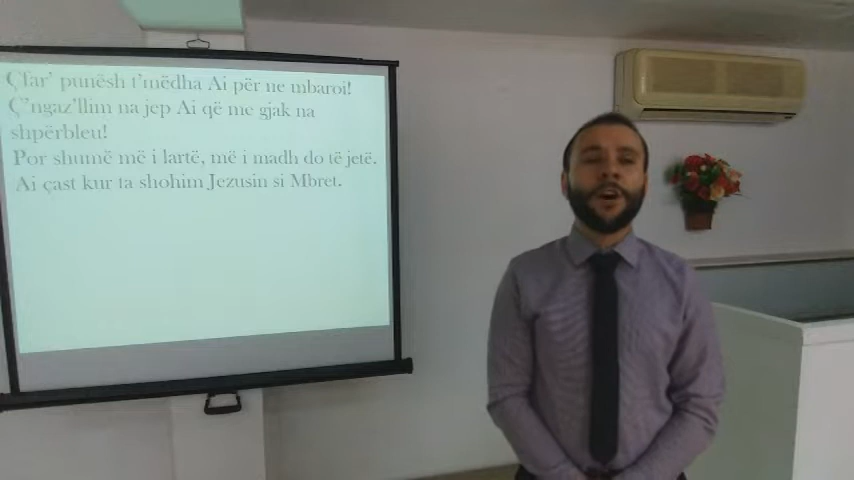 Çfar' punësh t'mëdha Ai për ne mbaroi!
Ç'ngaz'llim na jep Ai që me gjak na
shpërbleu!
Por shumë më i lartë, më i madh do të jetë.
Ai çast kur ta shohim Jezusin si Mbret.